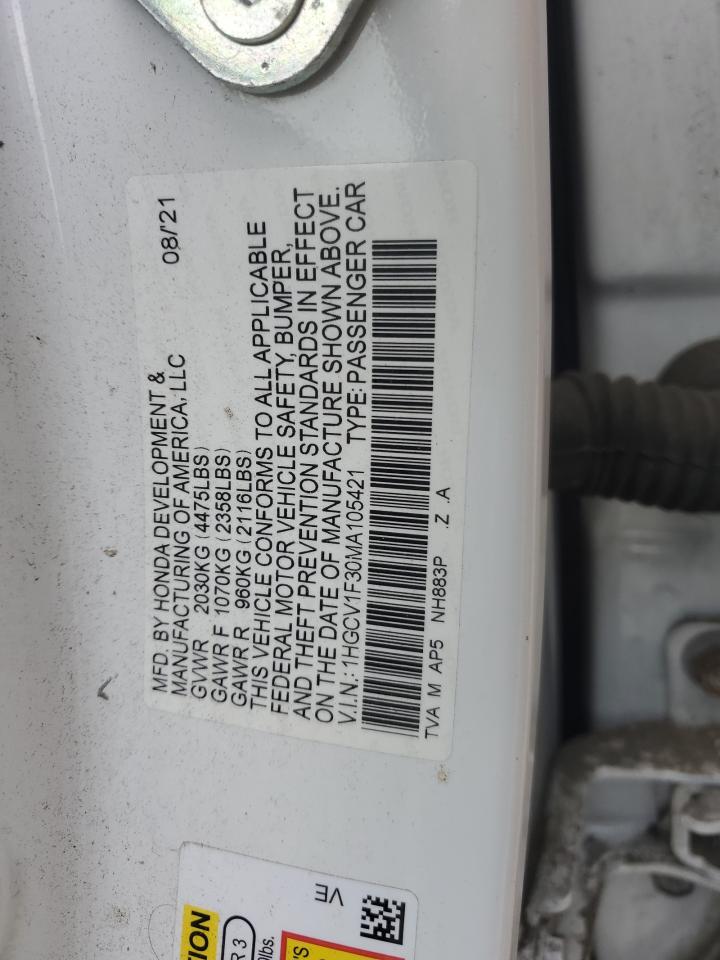 MFD. BY HONDA DEVELOPMENT & 08/'21
MANUFACTURING OF AMERICA, LLC
GVWR 2030KG (4475LBS)
GAWR F 1070KG (2358LBS)
GAWR R 960KG (2116LBS)
THIS VEHICLE CONFORMS TO ALL APPLICABLE
FEDERAL MOTOR VEHICLE SAFETY, BUMPER,
AND THEFT PREVENTION STANDARDS IN EFFECT
ON THE DATE OF MANUFACTURE SHOWN ABOVE.
V.I.N.: 1HGCV1F30MA105421 TYPE: PASSENGER CAR
TVA M AP5 NH883P .Z .A
VE